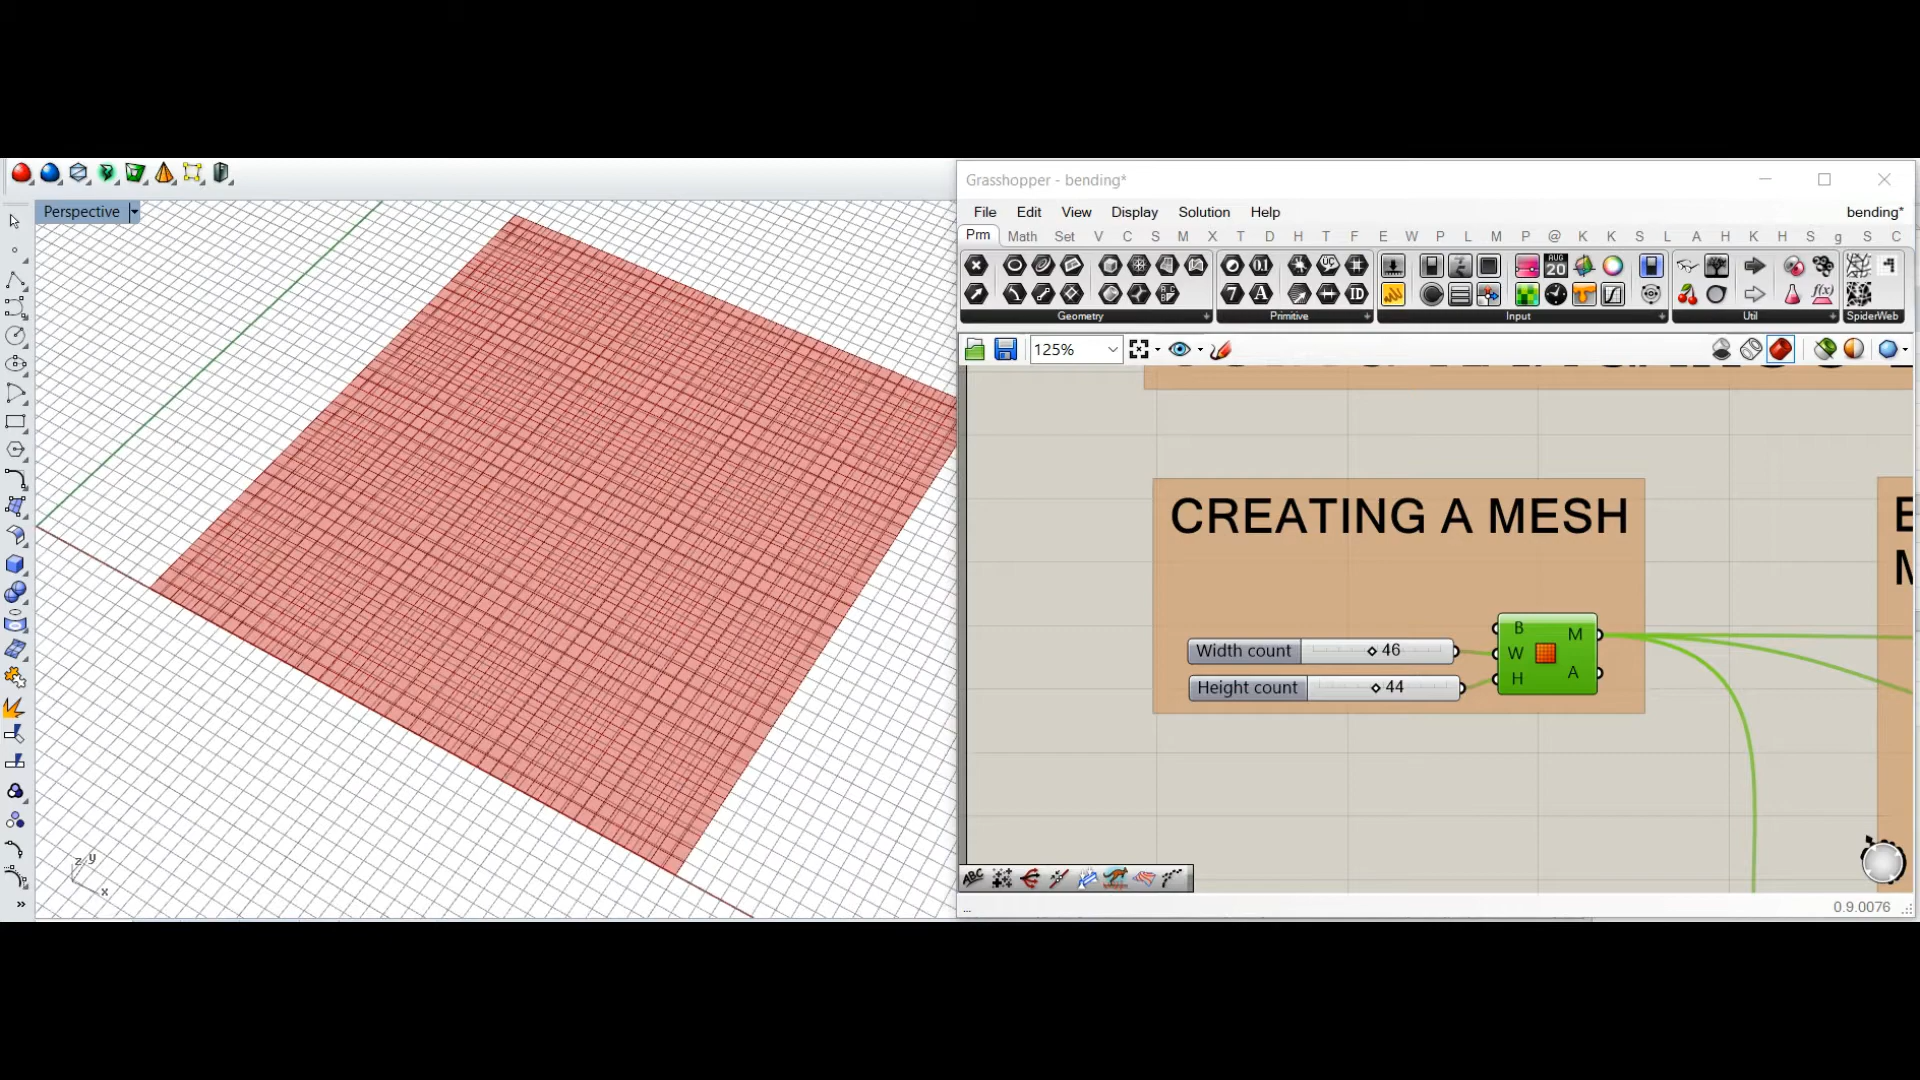 Perspective
z y
x
Grasshopper - bending*
File Edit View Display Solution Help bending*
Prm Math Set V C S M X T D H T F E W P L M P @ K K S L A H K H S g S C
Geometry Primitive Input Util SpiderWeb
125%
CREATING A MESH
Width count 46
Height count 44
B
W
H
M
A
...
0.9.0076